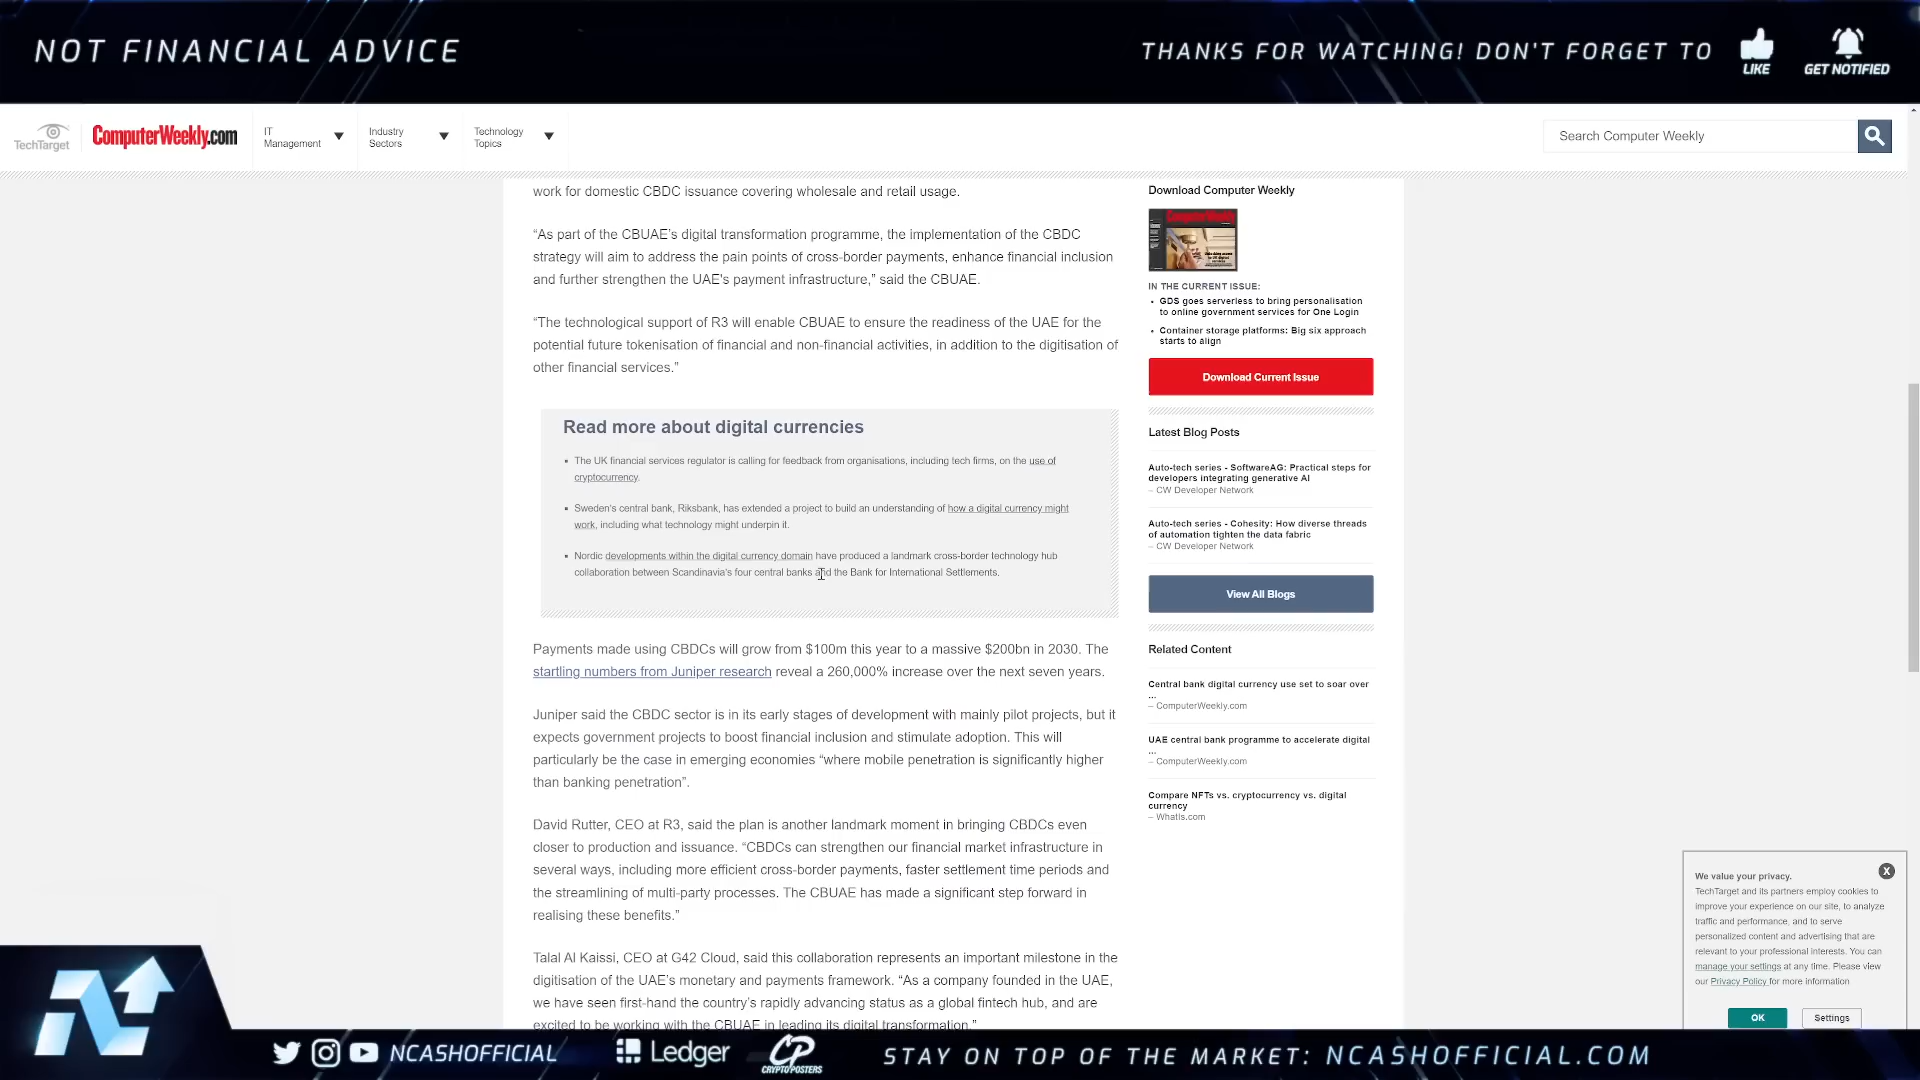 NOT FINANCIAL ADVICE
THANKS FOR WATCHING! DON'T FORGET TO
LIKE
GET NOTIFIED
TechTarget
ComputerWeekly.com
IT
Management
Industry
Sectors
Technology
Topics
Search Computer Weekly
work for domestic CBDC issuance covering wholesale and retail usage.
“As part of the CBUAE’s digital transformation programme, the implementation of the CBDC
strategy will aim to address the pain points of cross-border payments, enhance financial inclusion
and further strengthen the UAE's payment infrastructure,” said the CBUAE.
“The technological support of R3 will enable CBUAE to ensure the readiness of the UAE for the
potential future tokenisation of financial and non-financial activities, in addition to the digitisation of
other financial services.”
Read more about digital currencies
The UK financial services regulator is calling for feedback from organisations, including tech firms, on the use of
cryptocurrency.
Sweden's central bank, Riksbank, has extended a project to build an understanding of how a digital currency might
work, including what technology might underpin it.
Nordic developments within the digital currency domain have produced a landmark cross-border technology hub
collaboration between Scandinavia's four central banks and the Bank for International Settlements.
Payments made using CBDCs will grow from $100m this year to a massive $200bn in 2030. The
startling numbers from Juniper research reveal a 260,000% increase over the next seven years.
Juniper said the CBDC sector is in its early stages of development with mainly pilot projects, but it
expects government projects to boost financial inclusion and stimulate adoption. This will
particularly be the case in emerging economies “where mobile penetration is significantly higher
than banking penetration”.
David Rutter, CEO at R3, said the plan is another landmark moment in bringing CBDCs even
closer to production and issuance. “CBDCs can strengthen our financial market infrastructure in
several ways, including more efficient cross-border payments, faster settlement time periods and
the streamlining of multi-party processes. The CBUAE has made a significant step forward in
realising these benefits.”
Talal Al Kaissi, CEO at G42 Cloud, said this collaboration represents an important milestone in the
digitisation of the UAE’s monetary and payments framework. “As a company founded in the UAE,
we have seen first-hand the country’s rapidly advancing status as a global fintech hub, and are
excited to be working with the CBUAE in leading its digital transformation.”
Download Computer Weekly
ComputerWeekly
IN THE CURRENT ISSUE:
GDS goes serverless to bring personalisation
to online government services for One Login
Container storage platforms: Big six approach
starts to align
Download Current Issue
Latest Blog Posts
Auto-tech series - SoftwareAG: Practical steps for
developers integrating generative AI
– CW Developer Network
Auto-tech series - Cohesity: How diverse threads
of automation tighten the data fabric
– CW Developer Network
View All Blogs
Related Content
Central bank digital currency use set to soar over
...
– ComputerWeekly.com
UAE central bank programme to accelerate digital
...
– ComputerWeekly.com
Compare NFTs vs. cryptocurrency vs. digital
currency
– WhatIs.com
We value your privacy.
X
TechTarget and its partners employ cookies to
improve your experience on our site, to analyze
traffic and performance, and to serve
personalized content and advertising that are
relevant to your professional interests. You can
manage your settings at any time. Please view
our Privacy Policy for more information
OK
Settings
NCASHOFFICIAL
Ledger
CP
CRYPTO POSTERS
STAY ON TOP OF THE MARKET: NCASHOFFICIAL.COM